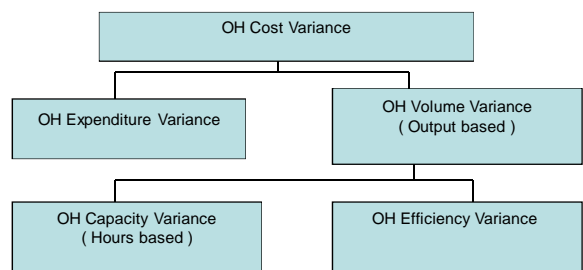 OH Cost Variance
OH Expenditure Variance
OH Volume Variance
( Output based )
OH Capacity Variance
( Hours based )
OH Efficiency Variance